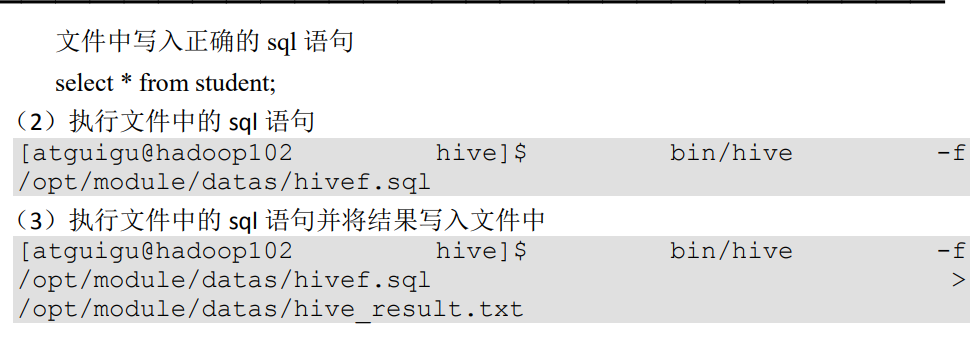 文件中写入正确的 sql 语句
select * from student;
（2）执行文件中的 sql 语句
[atguigu@hadoop102 hive]$ bin/hive -f
/opt/module/datas/hivef.sql
（3）执行文件中的 sql 语句并将结果写入文件中
[atguigu@hadoop102 hive]$ bin/hive -f
/opt/module/datas/hivef.sql >
/opt/module/datas/hive_result.txt